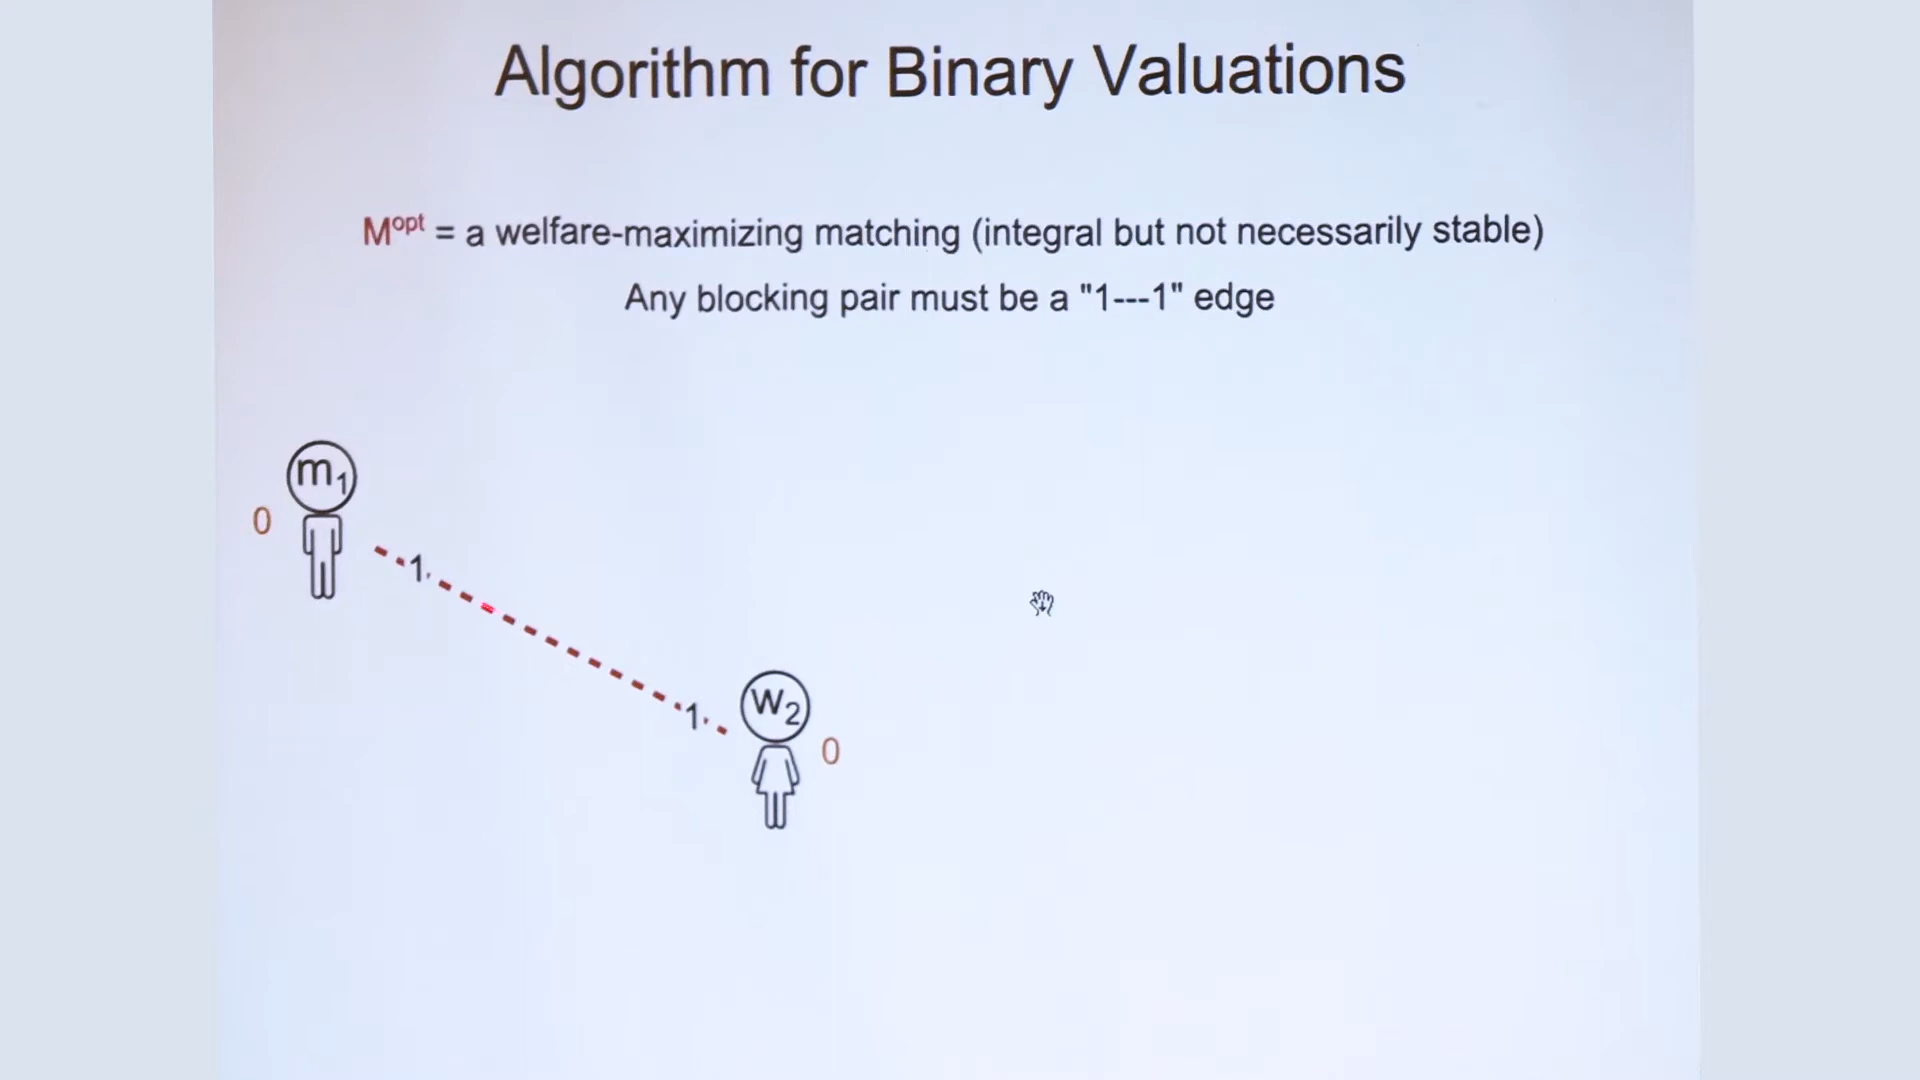 Algorithm for Binary Valuations
Mᵒᵖᵗ = a welfare-maximizing matching (integral but not necessarily stable)
Any blocking pair must be a "1---1" edge
m₁
0
1
1
w₂
0